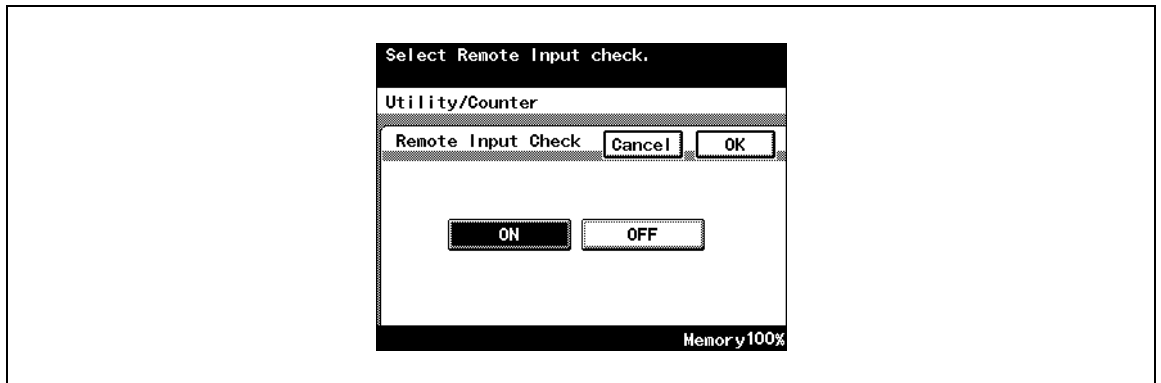 Select Remote Input check.
Utility/Counter
Remote Input Check Cancel OK
ON OFF
Memory100%